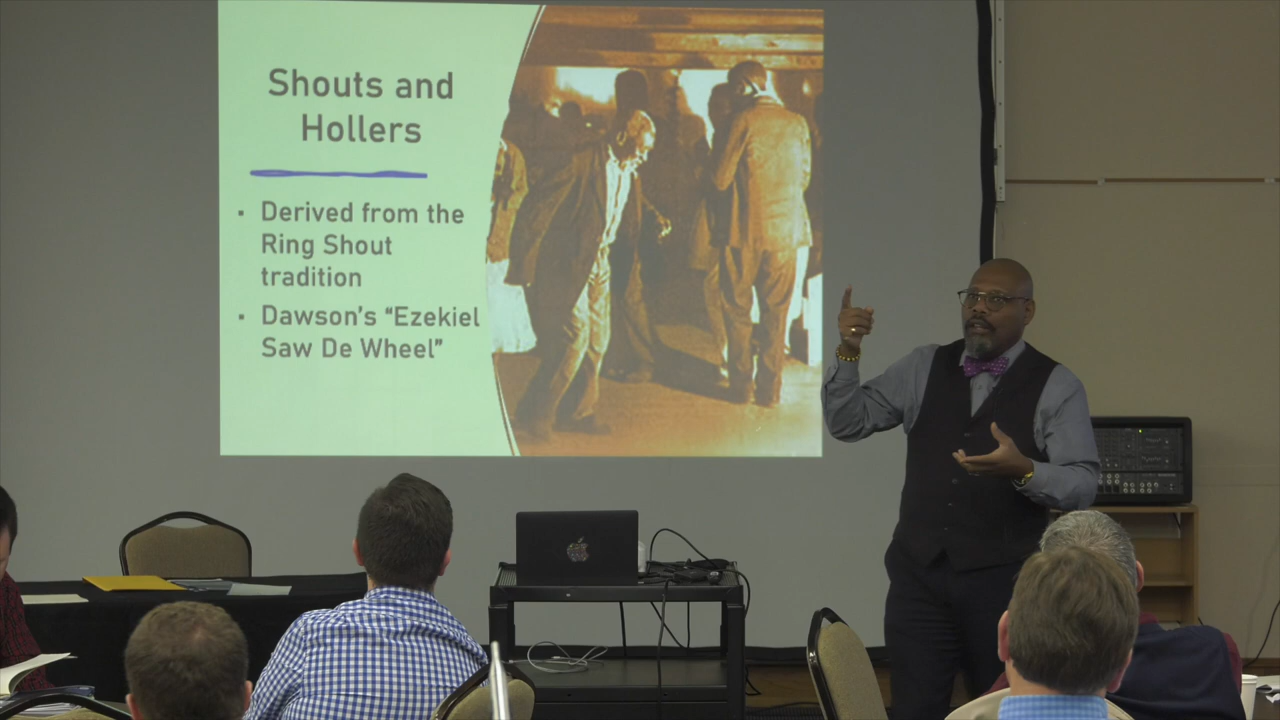 Shouts and
Hollers
▪ Derived from the
Ring Shout
tradition
▪ Dawson's "Ezekiel
Saw De Wheel"